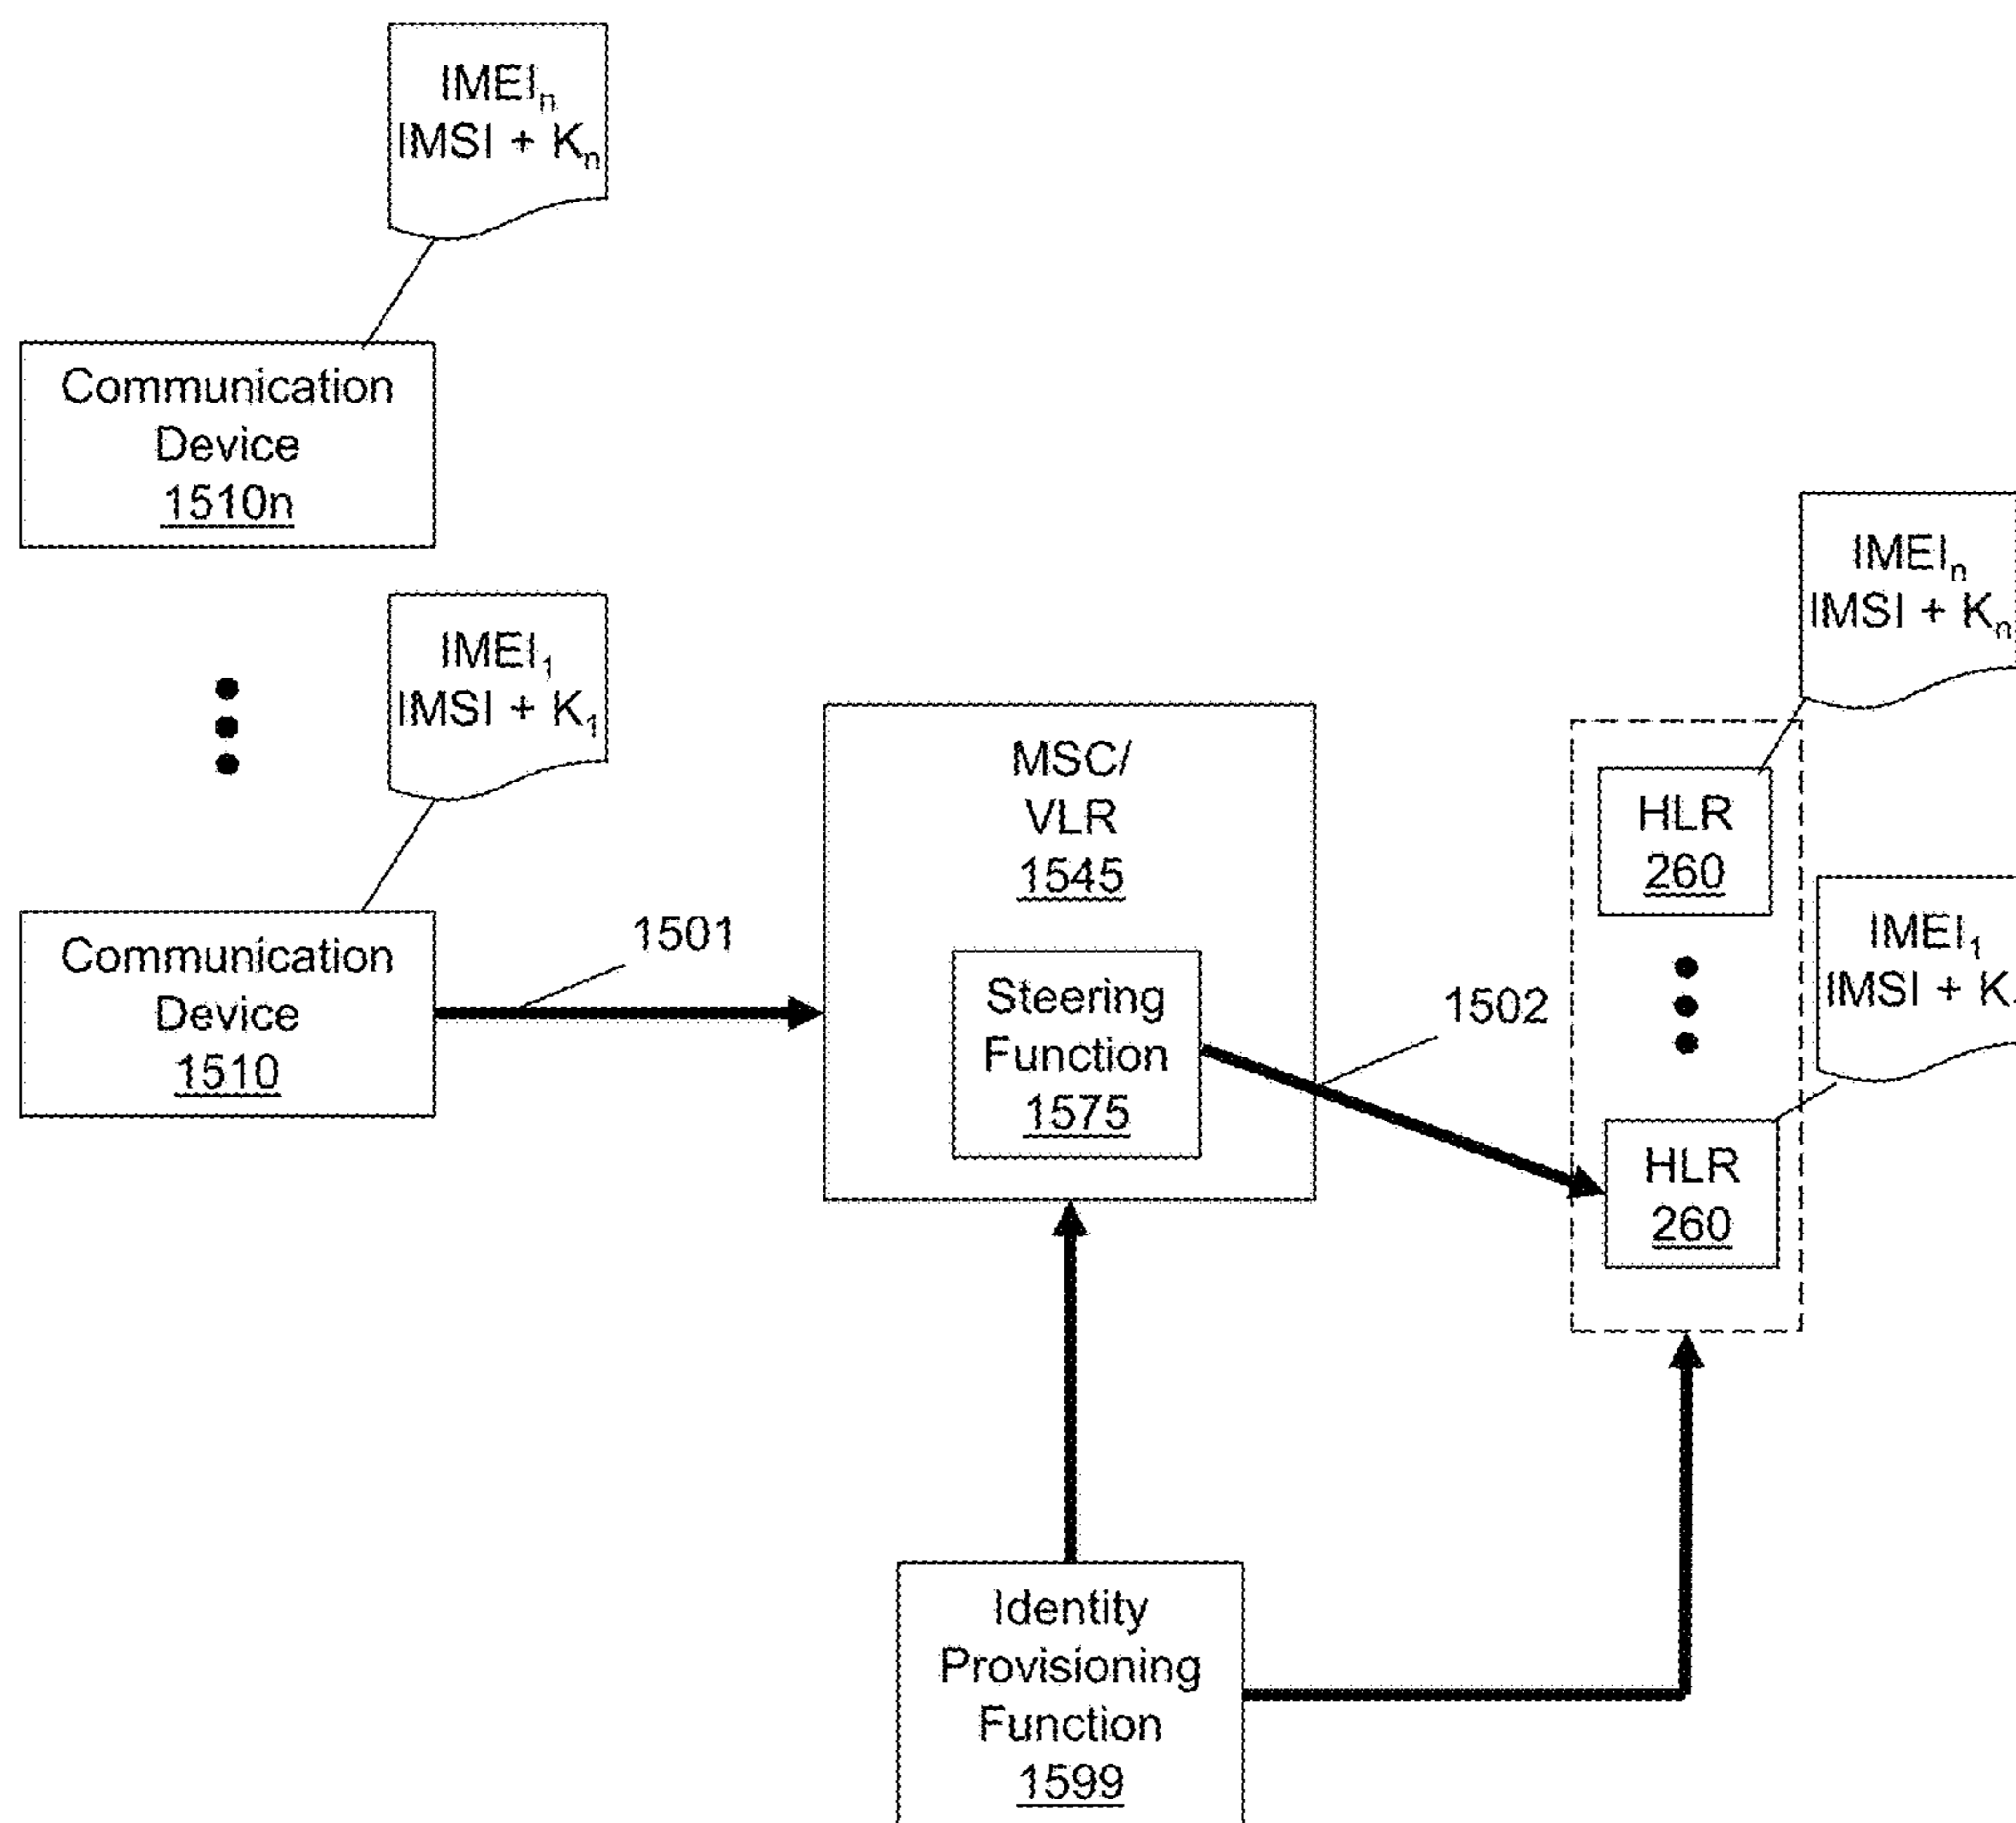 IMEIₙ
IMSI + Kₙ
Communication
Device
1510n
IMEI₁
IMSI + K₁
Communication
Device
1510
1501
MSC/
VLR
1545
Steering
Function
1575
1502
IMEIₙ
IMSI + Kₙ
HLR
260
IMEI₁
IMSI + K
HLR
260
Identity
Provisioning
Function
1599